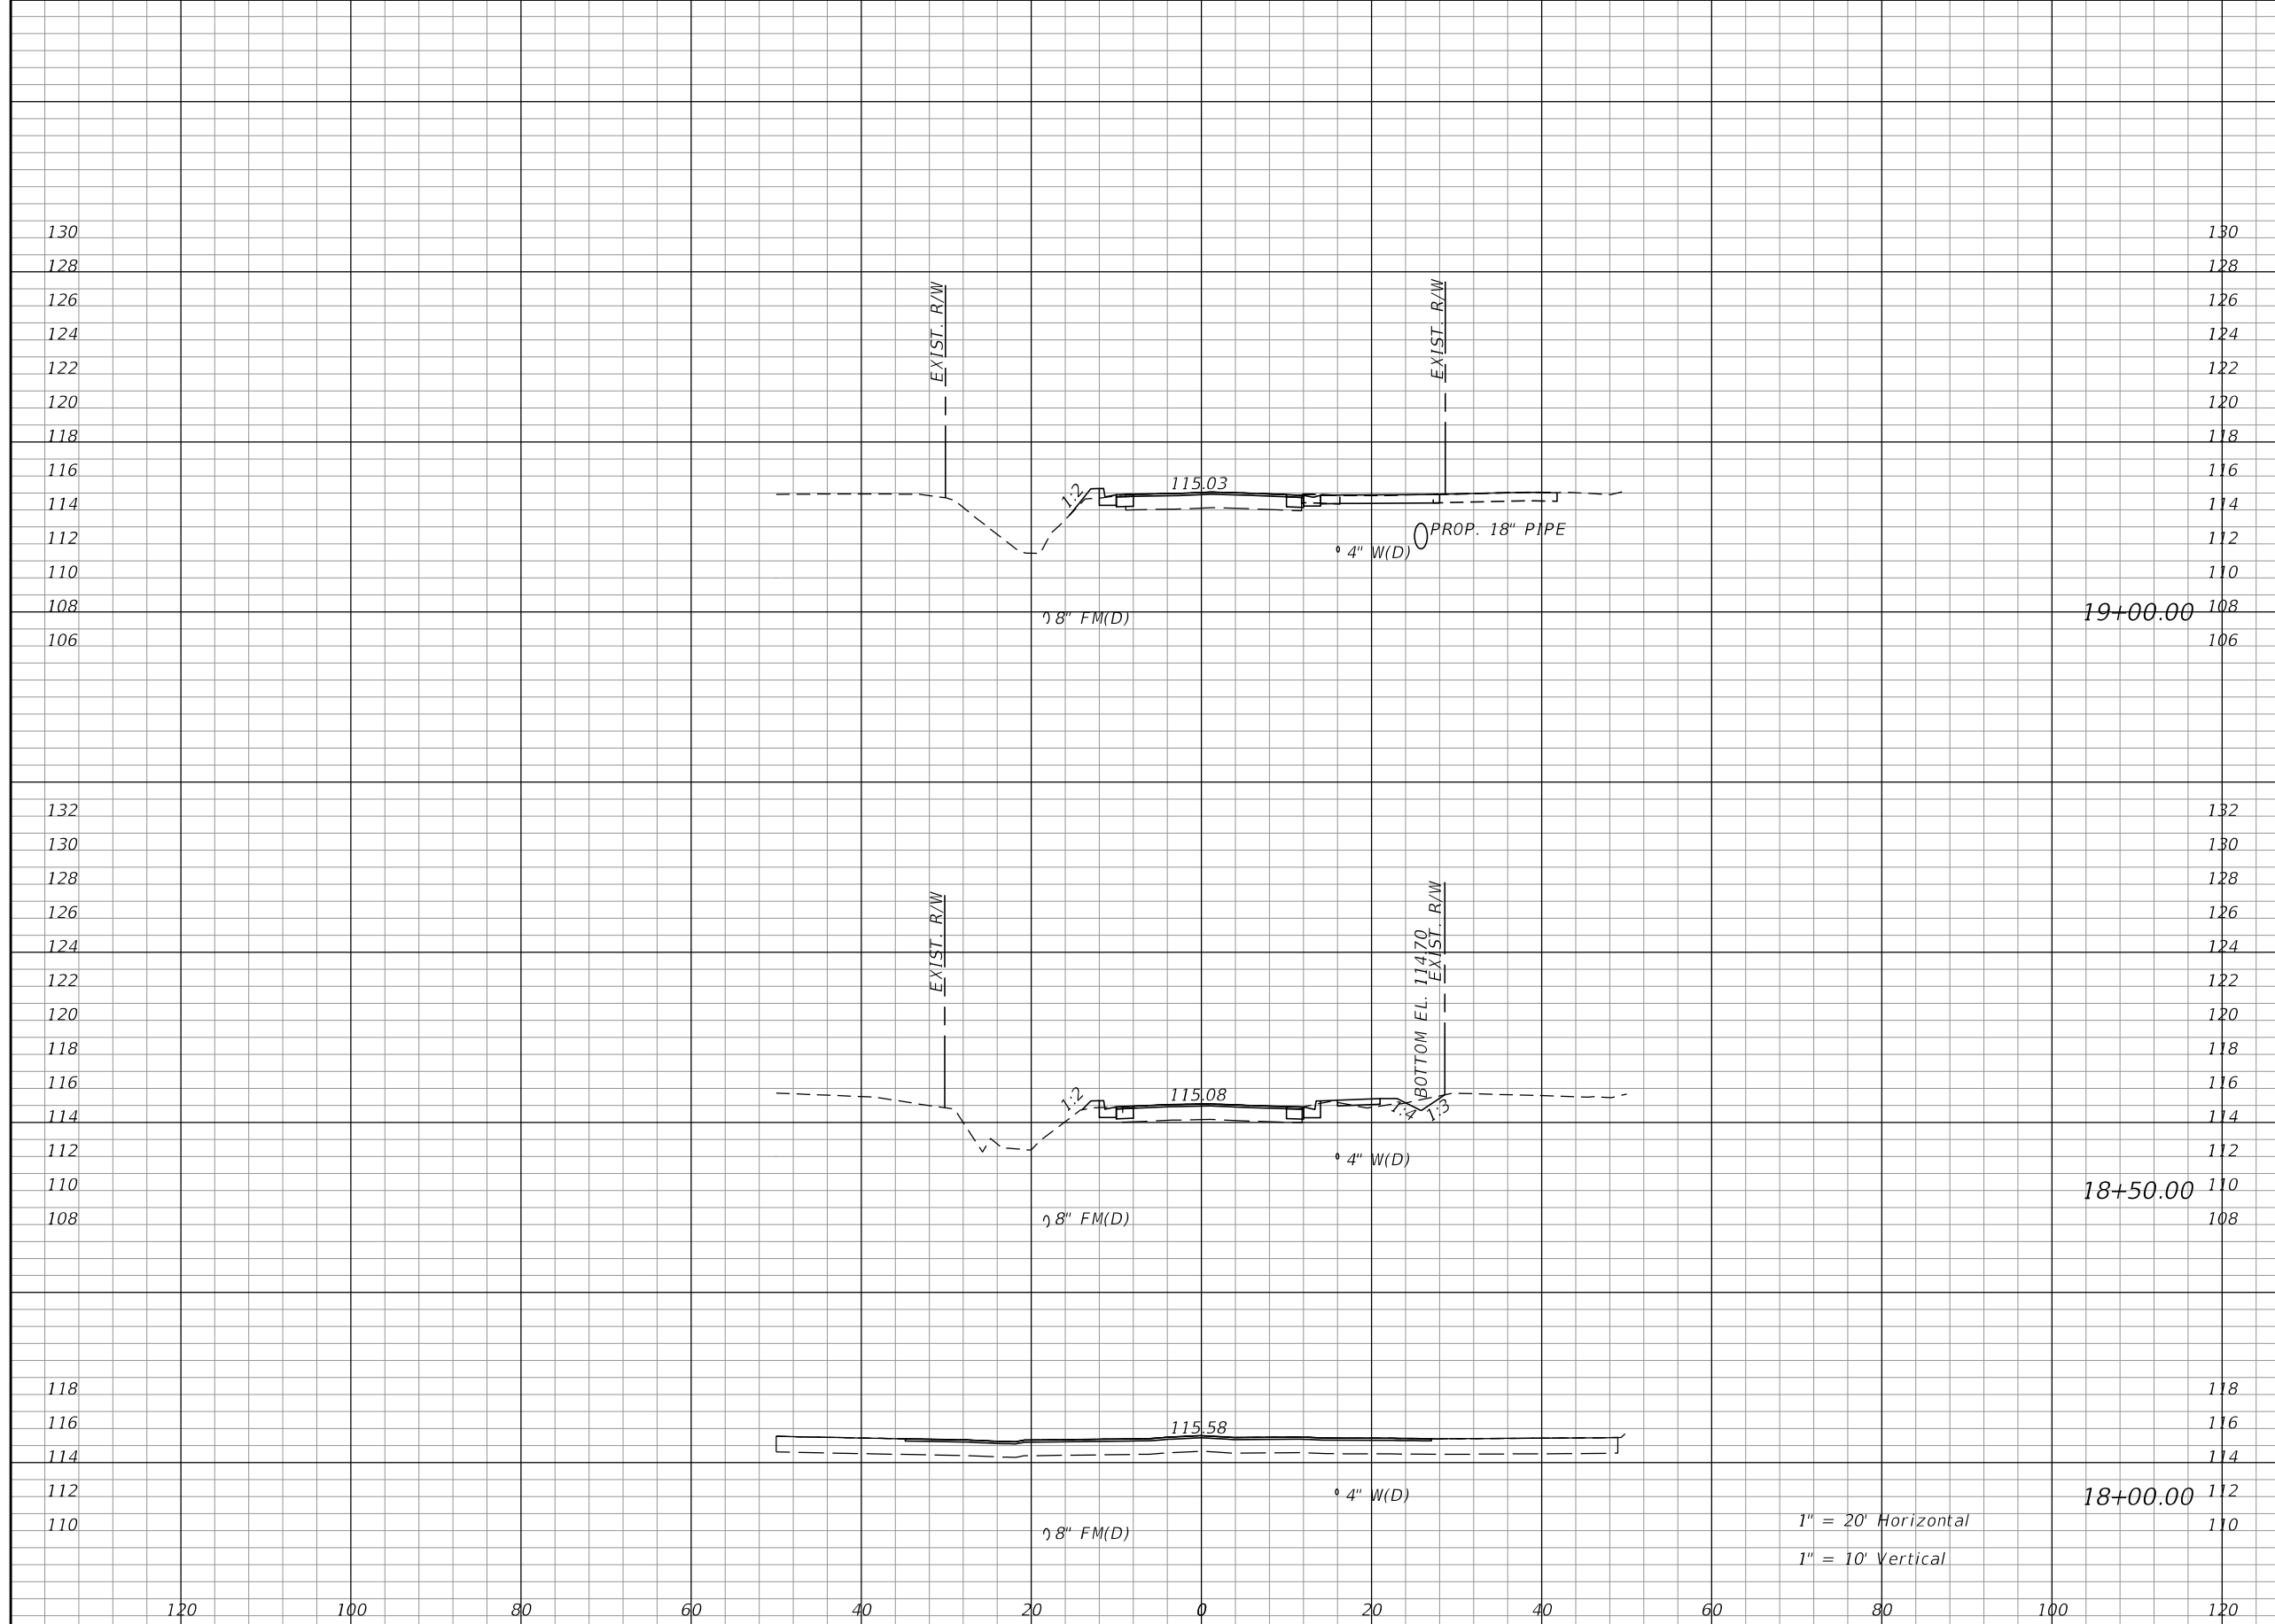 130 130
128 128
EXIST. R/W EXIST. R/W
126 126
124 124
122 122
120 120
118 118
116 116
1:2 115.03
114 114
PROP. 18" PIPE
112 112
4" W(D)
110 110
108 19+00.00 108
8" FM(D)
106 106
132 132
130 130
128 128
EXIST. R/W EXIST. R/W
126 126
BOTTOM EL. 114.70
124 124
122 122
120 120
118 118
116 116
1:2 115.08 1:4 1:3
114 114
112 112
4" W(D)
110 18+50.00 110
108 108
8" FM(D)
118 118
116 116
115.58
114 114
112 112
4" W(D) 18+00.00
1" = 20' Horizontal
110 110
8" FM(D)
1" = 10' Vertical
120 100 80 60 40 20 0 20 40 60 80 100 120